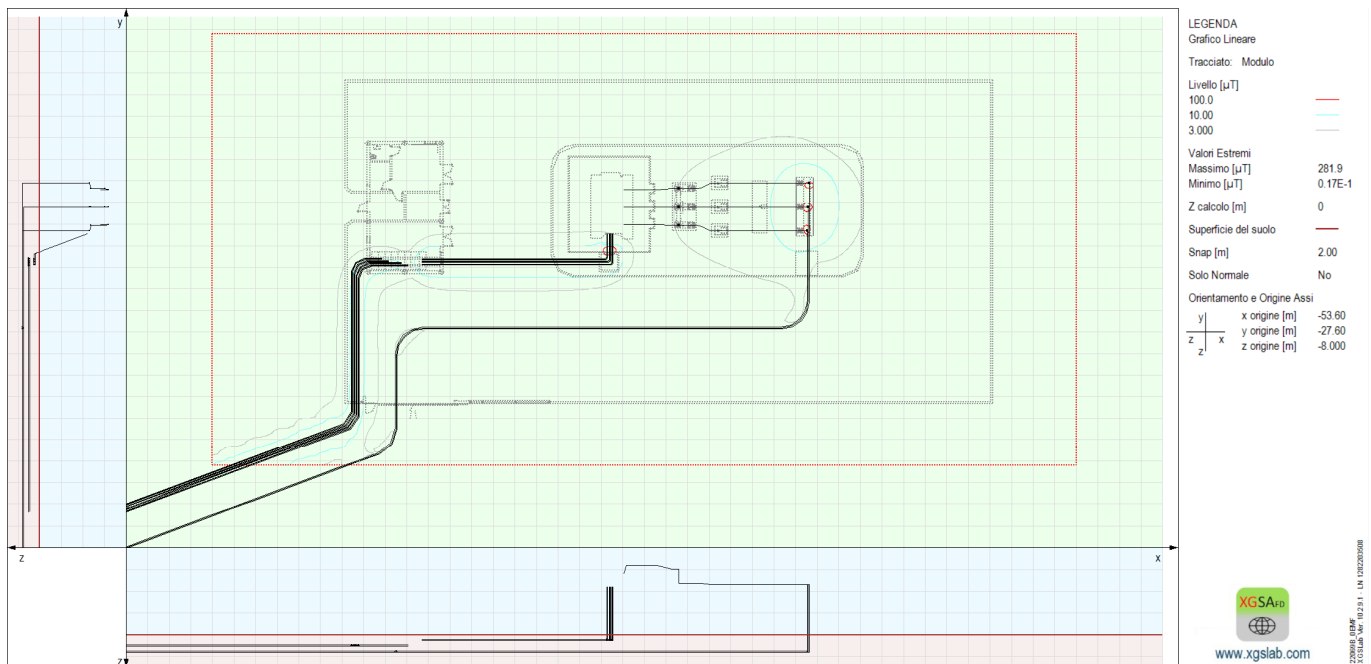 y
z
x
z
LEGENDA
Grafico Lineare
Tracciato: Modulo
Livello [µT]
100.0
10.00
3.000
Valori Estremi
Massimo [µT] 281.9
Minimo [µT] 0.17E-1
Z calcolo [m] 0
Superficie del suolo
Snap [m] 2.00
Solo Normale No
Orientamento e Origine Assi
y x origine [m] -53.60
z x y origine [m] -27.60
z z origine [m] -8.000
XGSA FD
www.xgslab.com